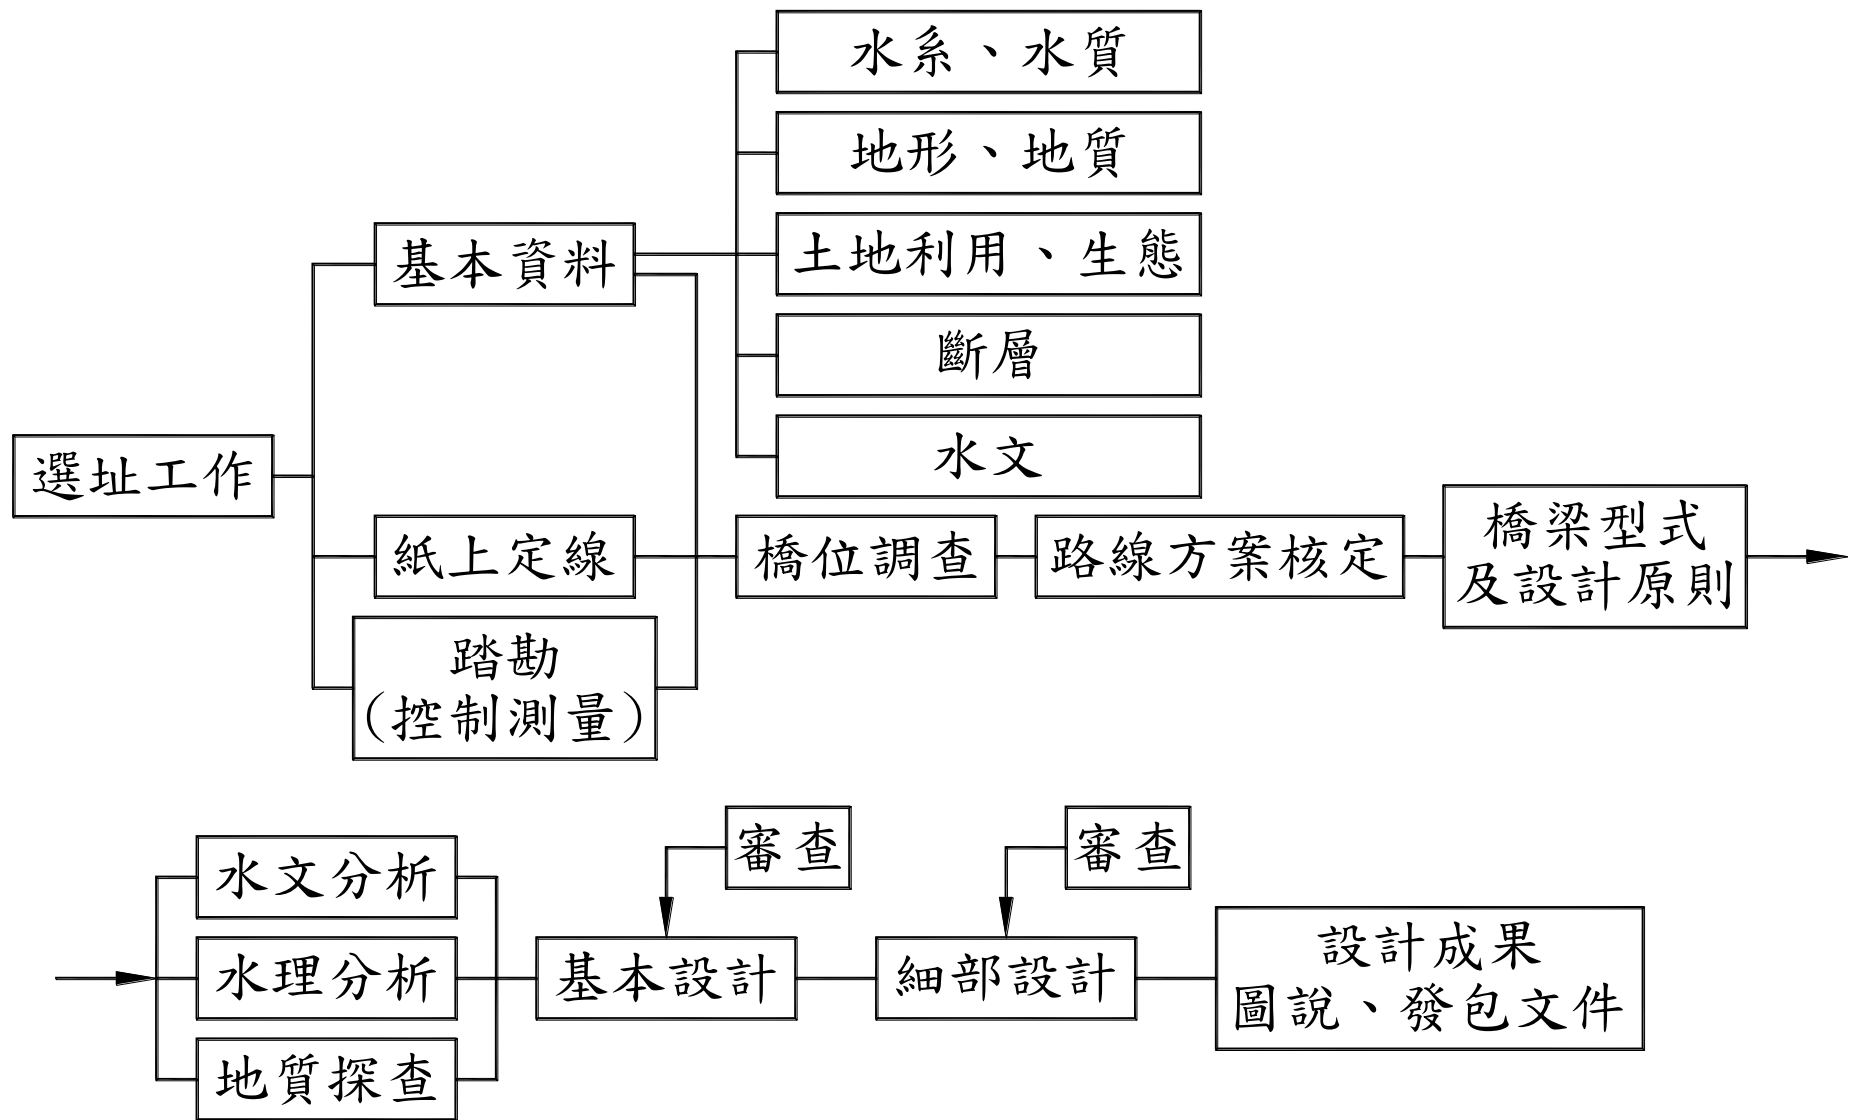 水系、水質
地形、地質
基本資料
土地利用、生態
斷層
選址工作
水文
紙上定線
橋位調查
路線方案核定
橋梁型式
及設計原則
踏勘
(控制測量)
審查
審查
水文分析
水理分析
基本設計
細部設計
設計成果
圖說、發包文件
地質探查